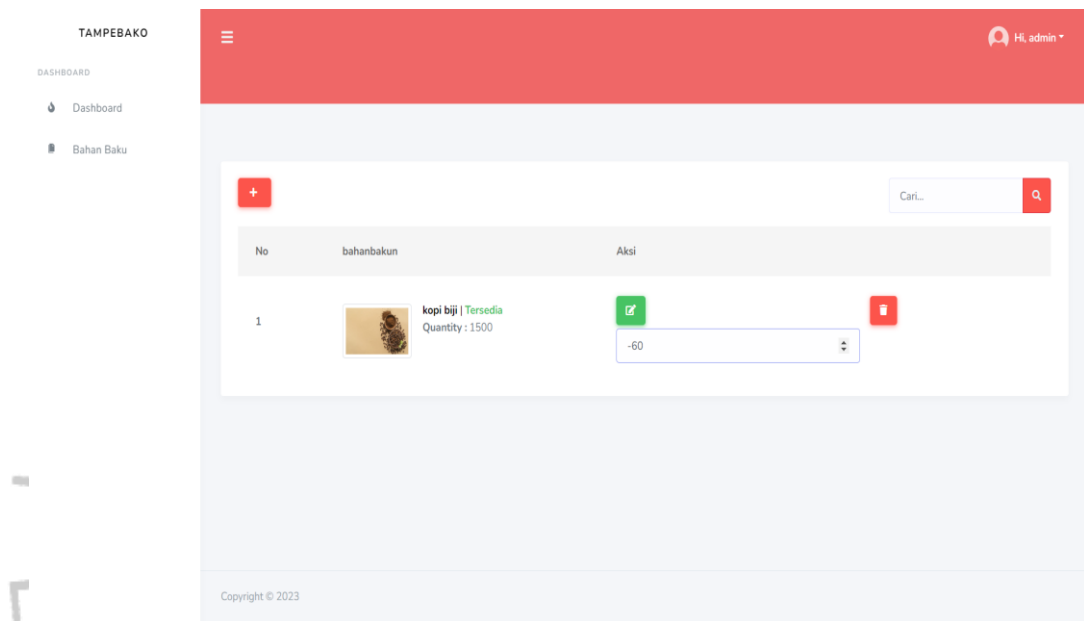 TAMPEBAKO
Hi, admin
DASHBOARD
Dashboard
Bahan Baku
Cari...
No bahanbakun Aksi
1
kopi biji | Tersedia
Quantity : 1500
-60
Copyright © 2023